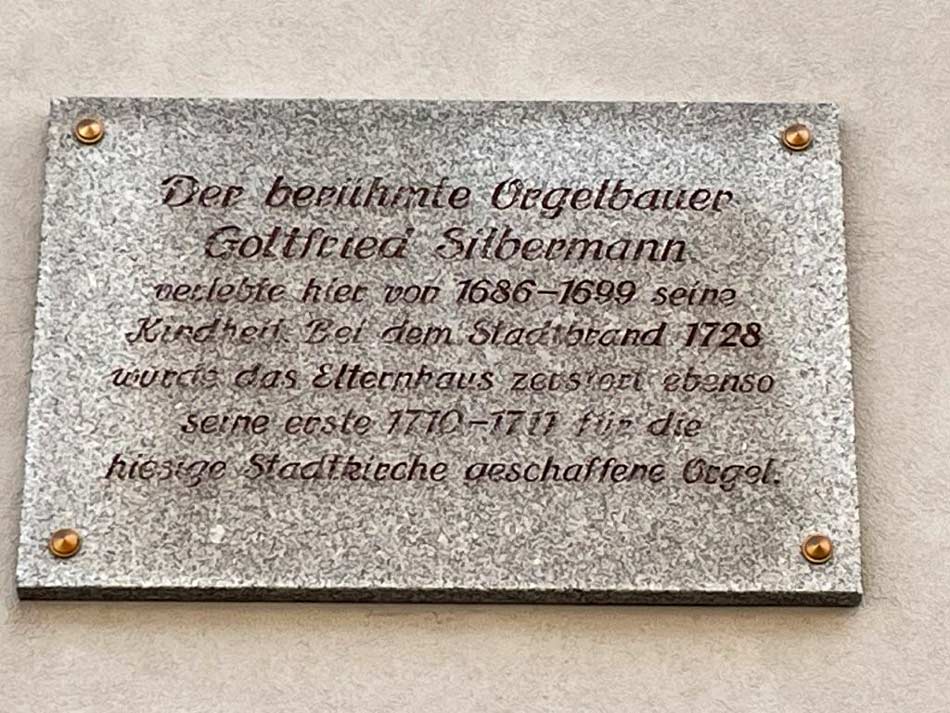 Der berühmte Orgelbauer
Gottfried Silbermann
verlebte hier von 1686-1699 seine
Kindheit. Bei dem Stadtbrand 1728
wurde das Elternhaus zerstört ebenso
seine erste 1710-1711 für die
hiesige Stadtkirche geschaffene Orgel.